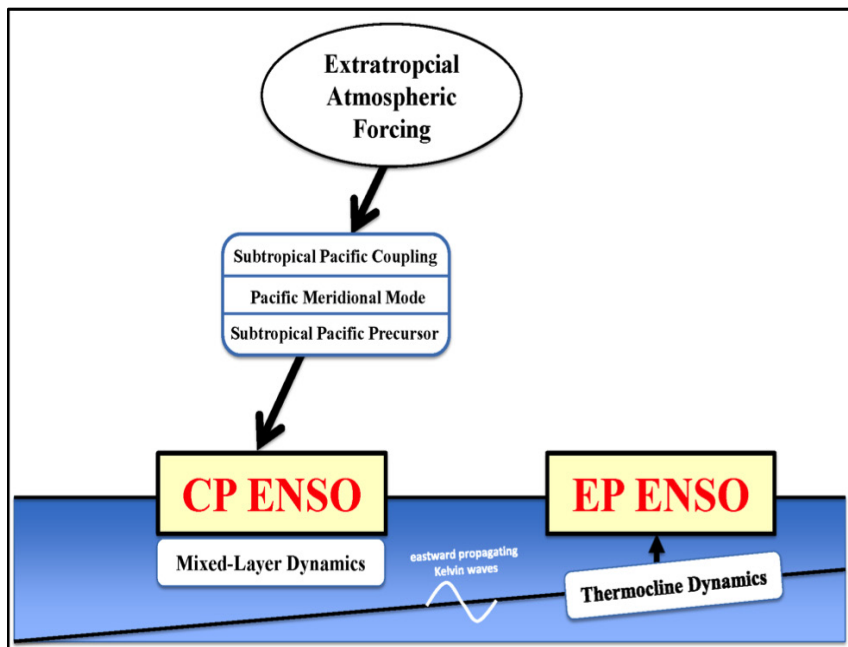 Extratropcial
Atmospheric
Forcing
Subtropical Pacific Coupling
Pacific Meridional Mode
Subtropical Pacific Precursor
CP ENSO
EP ENSO
Mixed-Layer Dynamics
eastward propagating
Kelvin waves
Thermocline Dynamics